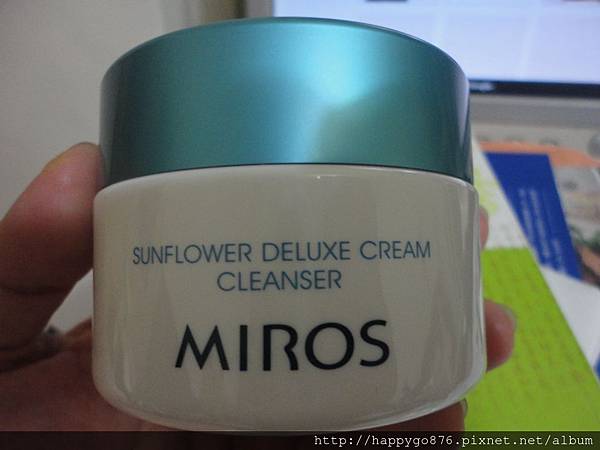 SUNFLOWER DELUXE CREAM
CLEANSER
MIROS
http://happygo876.pixnet.net/album